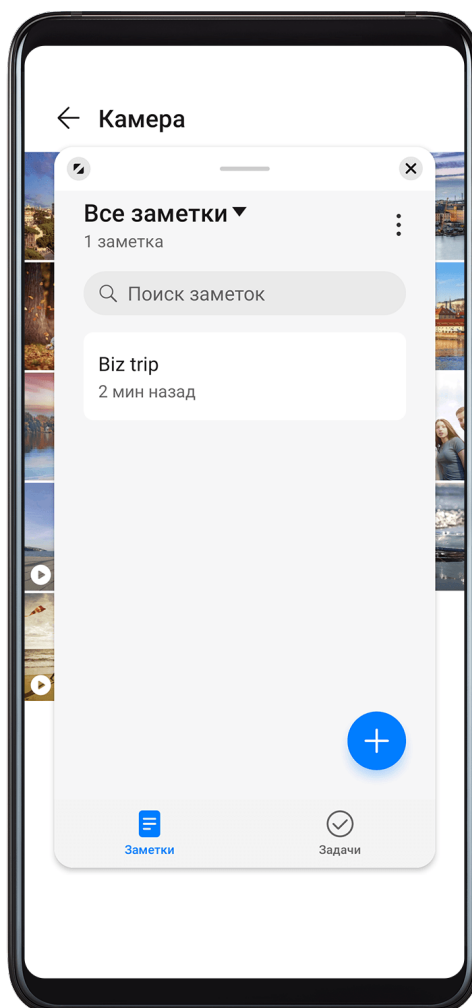 Камера
Все заметки
1 заметка
Поиск заметок
Biz trip
2 мин назад
Заметки
Задачи